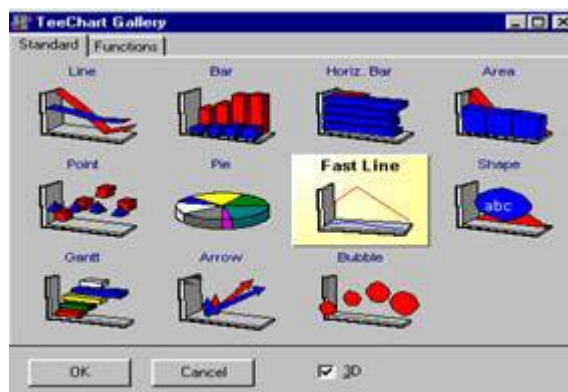 TeeChart Gallery
Standard Functions
Line Bar Horiz. Bar Area
Point Pie Fast Line Shape
abc
Gantt Arrow Bubble
OK Cancel 3D